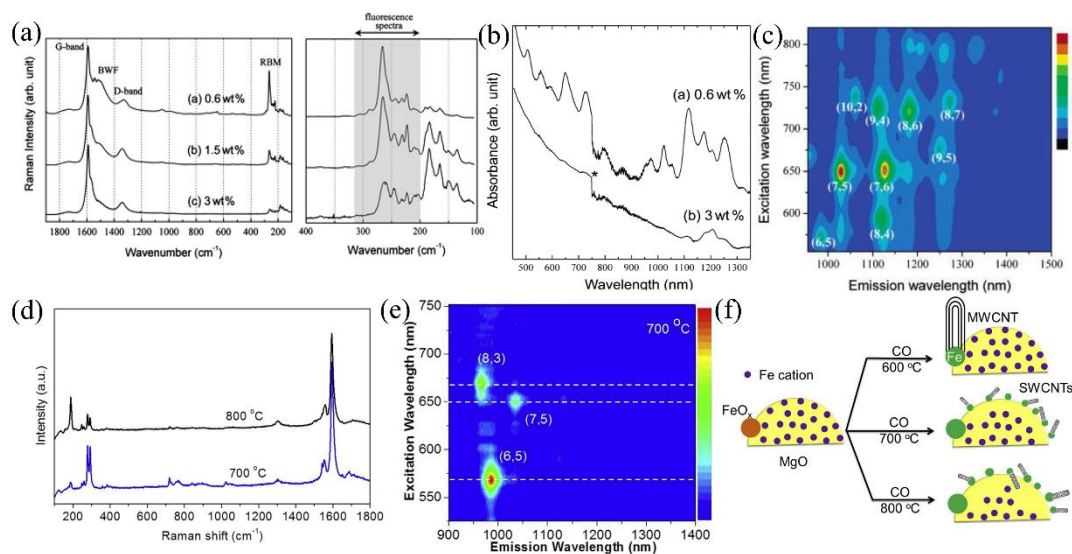 (a)
fluorescence
spectra
G-band
BWF
D-band
RBM
(a) 0.6 wt%
(b) 1.5 wt%
(c) 3 wt%
Raman Intensity (arb. unit)
1800 1600 1400 1200 1000 800 600 400 200
Wavenumber (cm⁻¹)
400 300 200 100
Wavenumber (cm⁻¹)
(b)
(a) 0.6 wt%
*
(b) 3 wt%
Absorbance (arb. unit)
500 600 700 800 900 1000 1100 1200 1300
Wavelength (nm)
(c)
800
750
700
650
600
Excitation wavelength (nm)
(10,2)
(9,4)
(8,6)
(8,7)
(9,5)
(7,5)
(7,6)
(8,4)
(6,5)
1000 1100 1200 1300 1400 1500
Emission wavelength (nm)
(d)
800 °C
700 °C
Intensity (a.u.)
200 400 600 800 1000 1200 1400 1600 1800
Raman shift (cm⁻¹)
(e)
700 °C
750
700
650
600
550
Excitation Wavelength (nm)
(8,3)
(7,5)
(6,5)
900 1000 1100 1200 1300 1400
Emission Wavelength (nm)
(f)
MWCNT
Fe
CO
600 °C
Fe cation
FeOₓ
MgO
CO
700 °C
SWCNTs
CO
800 °C